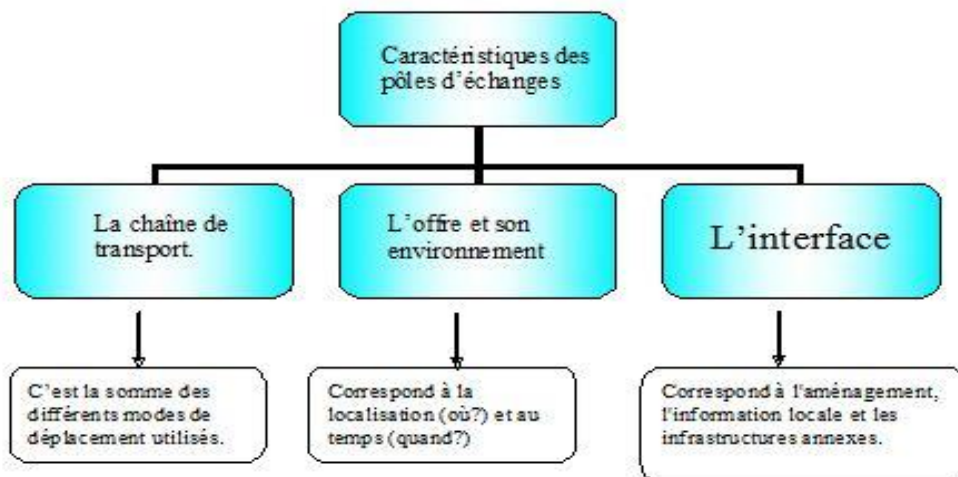 Caractéristiques des
pôles d'échanges
La chaîne de
transport.
L'offre et son
environnement
L'interface
C'est la somme des
différents modes de
déplacement utilisés.
Correspond à la
localisation (où?) et au
temps (quand?)
Correspond à l'aménagement,
l'information locale et les
infrastructures annexes.